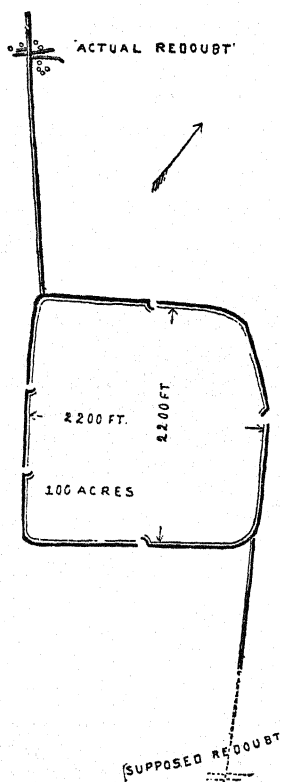 'ACTUAL REDOUBT'
2200 FT.
2200 FT
100 ACRES
[SUPPOSED REDOUBT